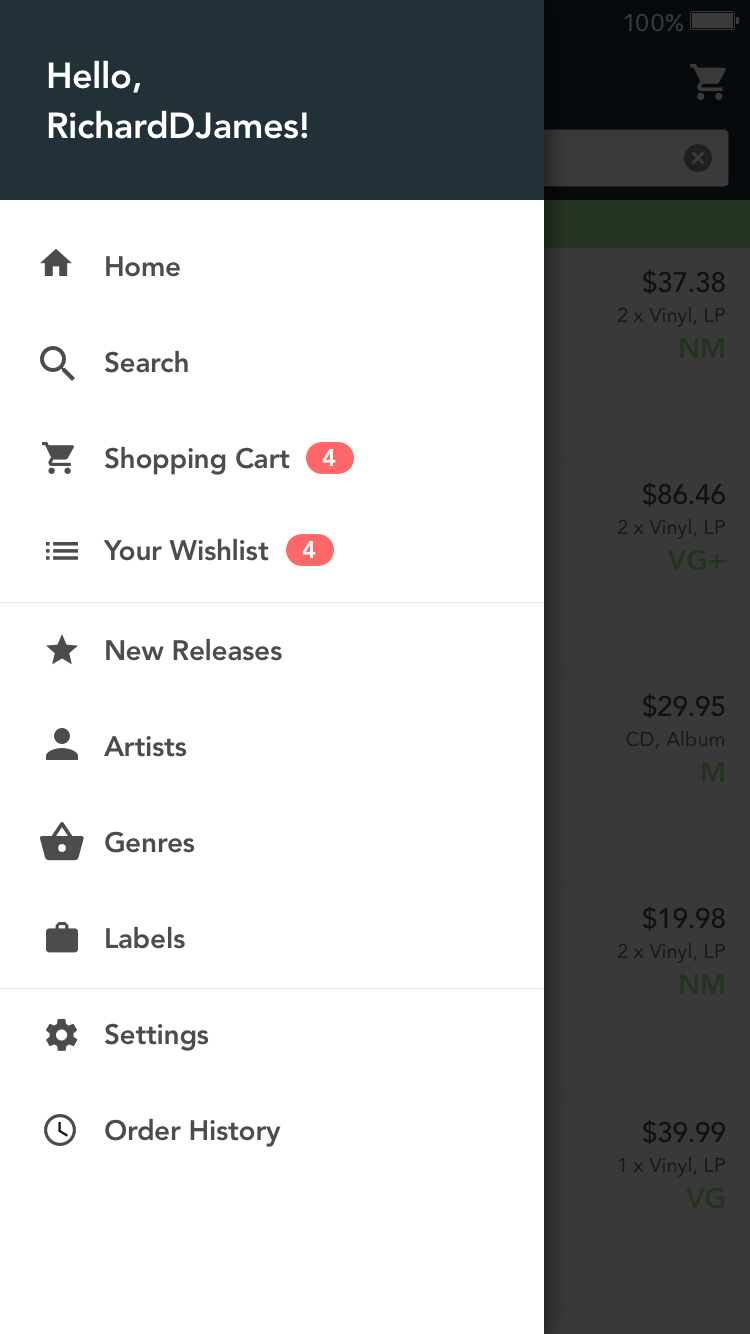 100%
Hello,
RichardDJames!
Home
Search
Shopping Cart 4
Your Wishlist 4
New Releases
Artists
Genres
Labels
Settings
Order History
$37.38
2 x Vinyl, LP
NM
$86.46
2 x Vinyl, LP
VG+
$29.95
CD, Album
M
$19.98
2 x Vinyl, LP
NM
$39.99
1 x Vinyl, LP
VG